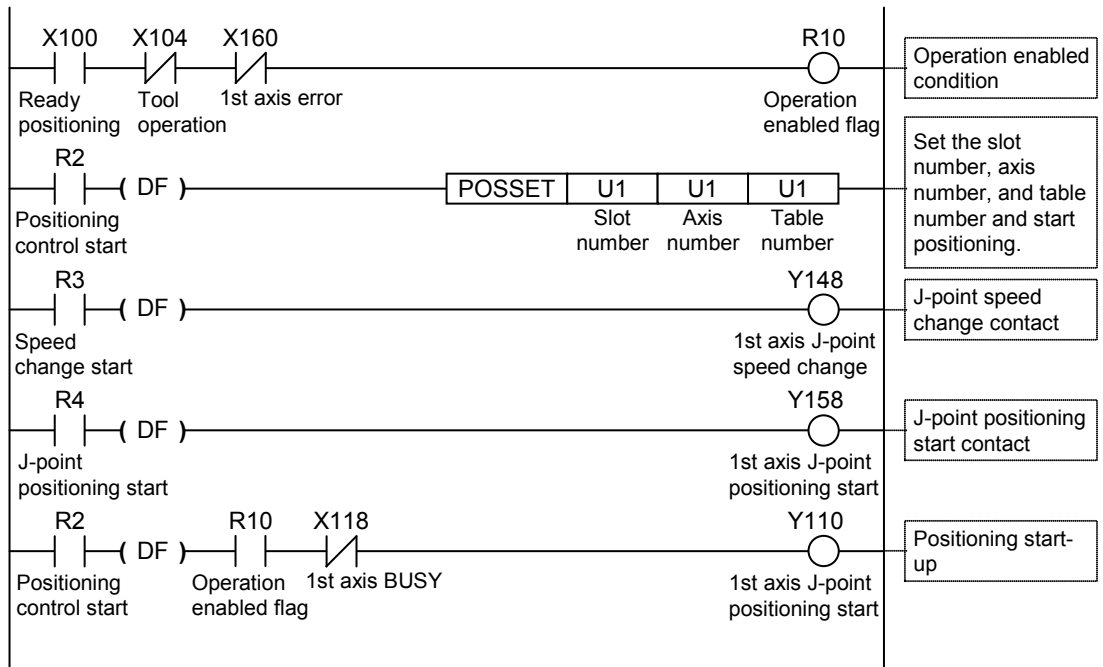 X100 X104 X160 R10
Ready positioning
Tool operation
1st axis error
Operation enabled flag
Operation enabled condition
R2
( DF )
POSSET U1 U1 U1
Positioning control start
Slot number
Axis number
Table number
Set the slot number, axis number, and table number and start positioning.
R3 Y148
( DF )
Speed change start
1st axis J-point speed change
J-point speed change contact
R4 Y158
( DF )
J-point positioning start
1st axis J-point positioning start
J-point positioning start contact
R2 R10 X118 Y110
( DF )
Positioning control start
Operation enabled flag
1st axis BUSY
1st axis J-point positioning start
Positioning start-up